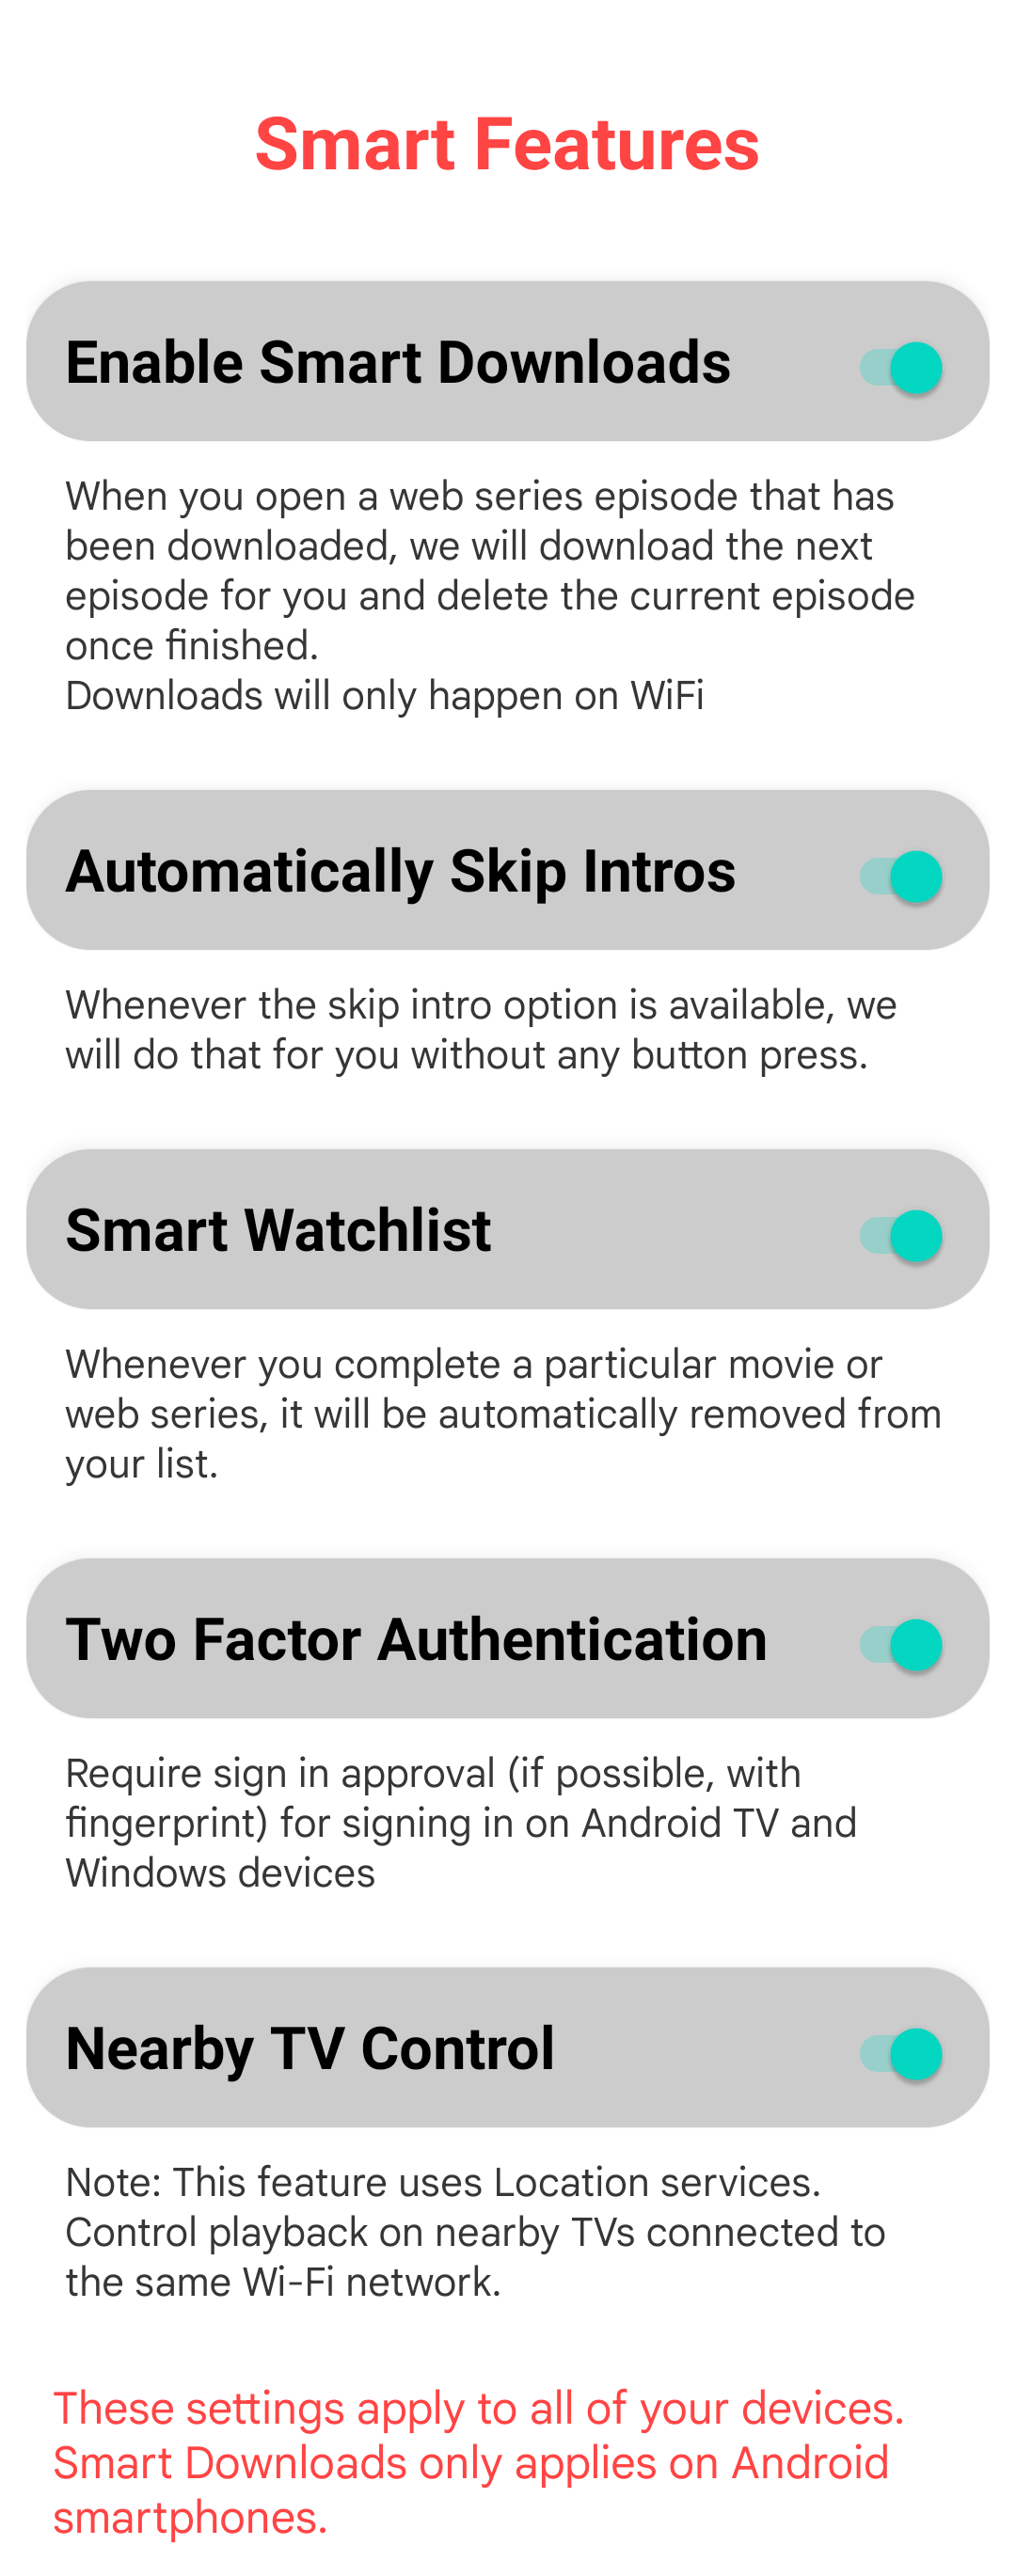 Smart Features
Enable Smart Downloads
When you open a web series episode that has
been downloaded, we will download the next
episode for you and delete the current episode
once finished.
Downloads will only happen on WiFi
Automatically Skip Intros
Whenever the skip intro option is available, we
will do that for you without any button press.
Smart Watchlist
Whenever you complete a particular movie or
web series, it will be automatically removed from
your list.
Two Factor Authentication
Require sign in approval (if possible, with
fingerprint) for signing in on Android TV and
Windows devices
Nearby TV Control
Note: This feature uses Location services.
Control playback on nearby TVs connected to
the same Wi-Fi network.
These settings apply to all of your devices.
Smart Downloads only applies on Android
smartphones.